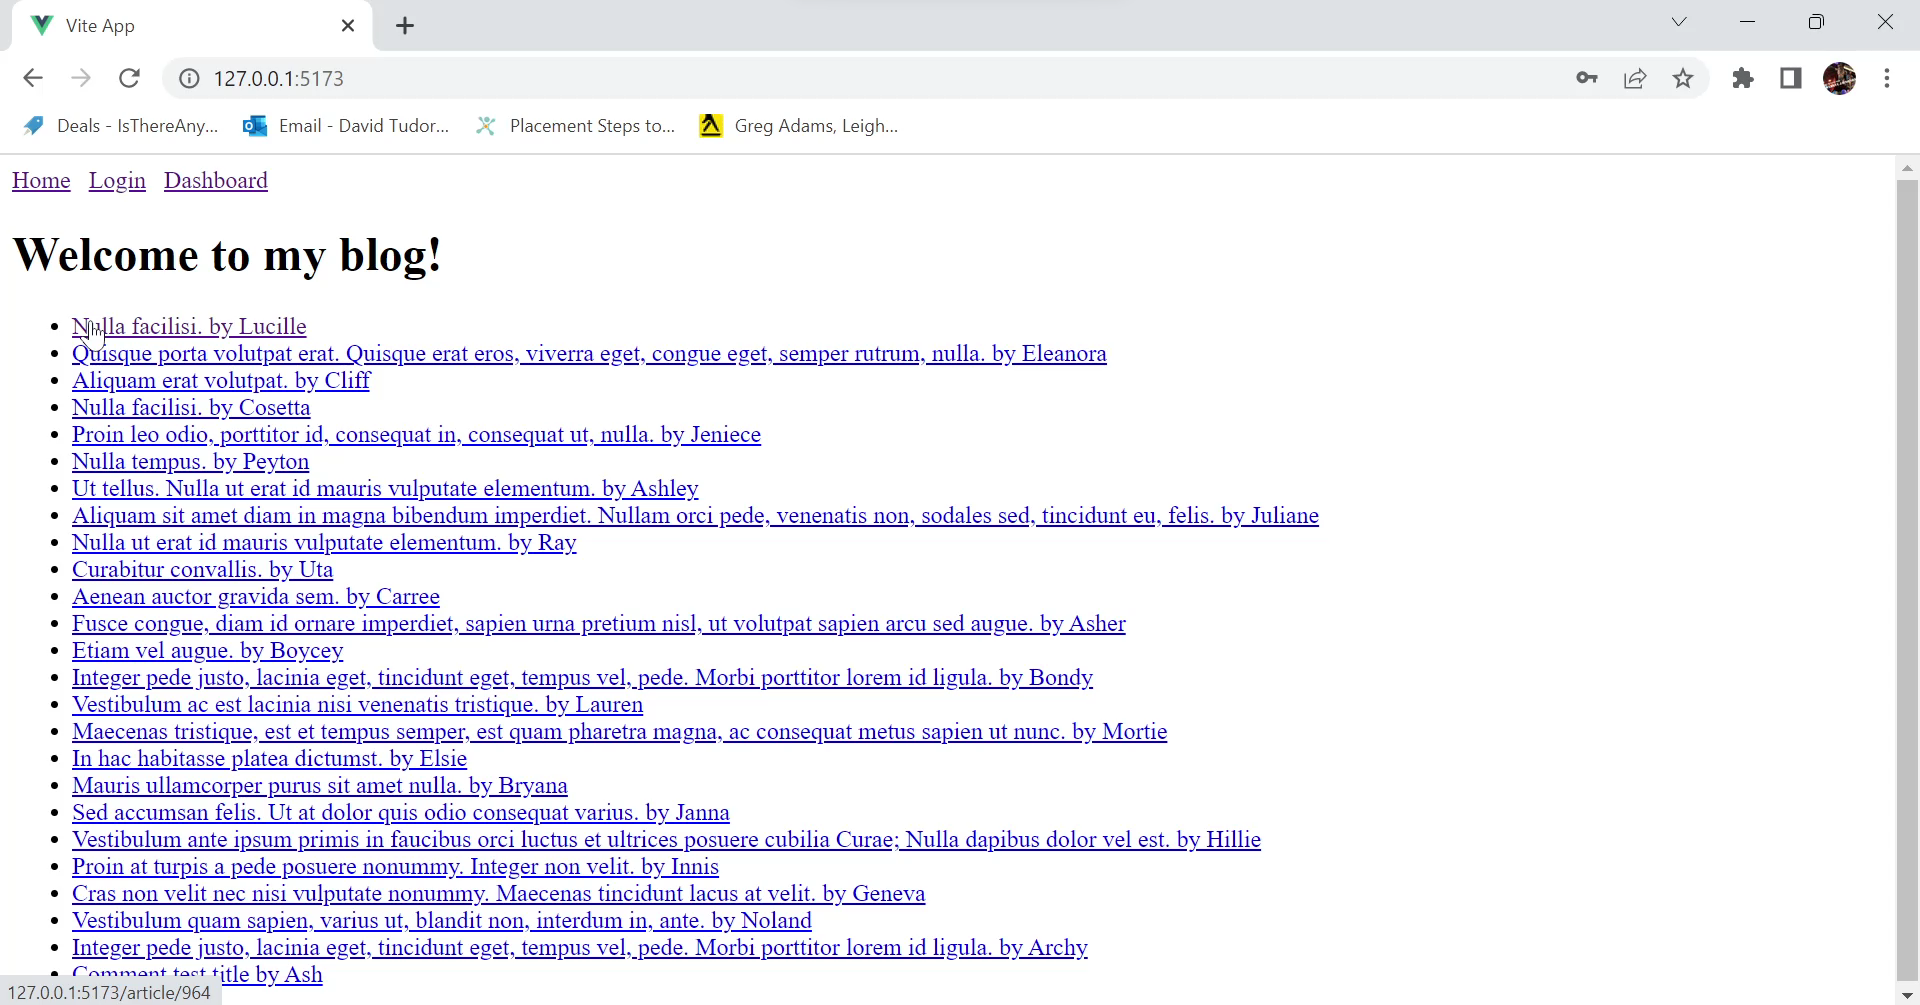 Vite App
127.0.0.1:5173
Deals - IsThereAny... Email - David Tudor... Placement Steps to... Greg Adams, Leigh...
Home Login Dashboard
Welcome to my blog!
Nulla facilisi. by Lucille
Quisque porta volutpat erat. Quisque erat eros, viverra eget, congue eget, semper rutrum, nulla. by Eleanora
Aliquam erat volutpat. by Cliff
Nulla facilisi. by Cosetta
Proin leo odio, porttitor id, consequat in, consequat ut, nulla. by Jeniece
Nulla tempus. by Peyton
Ut tellus. Nulla ut erat id mauris vulputate elementum. by Ashley
Aliquam sit amet diam in magna bibendum imperdiet. Nullam orci pede, venenatis non, sodales sed, tincidunt eu, felis. by Juliane
Nulla ut erat id mauris vulputate elementum. by Ray
Curabitur convallis. by Uta
Aenean auctor gravida sem. by Carree
Fusce congue, diam id ornare imperdiet, sapien urna pretium nisl, ut volutpat sapien arcu sed augue. by Asher
Etiam vel augue. by Boycey
Integer pede justo, lacinia eget, tincidunt eget, tempus vel, pede. Morbi porttitor lorem id ligula. by Bondy
Vestibulum ac est lacinia nisi venenatis tristique. by Lauren
Maecenas tristique, est et tempus semper, est quam pharetra magna, ac consequat metus sapien ut nunc. by Mortie
In hac habitasse platea dictumst. by Elsie
Mauris ullamcorper purus sit amet nulla. by Bryana
Sed accumsan felis. Ut at dolor quis odio consequat varius. by Janna
Vestibulum ante ipsum primis in faucibus orci luctus et ultrices posuere cubilia Curae; Nulla dapibus dolor vel est. by Hillie
Proin at turpis a pede posuere nonummy. Integer non velit. by Innis
Cras non velit nec nisi vulputate nonummy. Maecenas tincidunt lacus at velit. by Geneva
Vestibulum quam sapien, varius ut, blandit non, interdum in, ante. by Noland
Integer pede justo, lacinia eget, tincidunt eget, tempus vel, pede. Morbi porttitor lorem id ligula. by Archy
Comment test title by Ash
127.0.0.1:5173/article/964